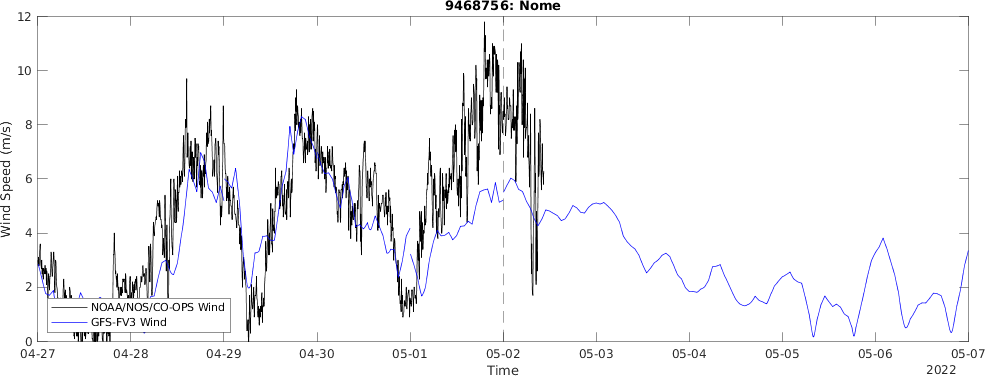 9468756: Nome
Wind Speed (m/s)
12
10
8
6
4
2
0
NOAA/NOS/CO-OPS Wind
GFS-FV3 Wind
04-27 04-28 04-29 04-30 05-01 05-02 05-03 05-04 05-05 05-06 05-07
Time
2022